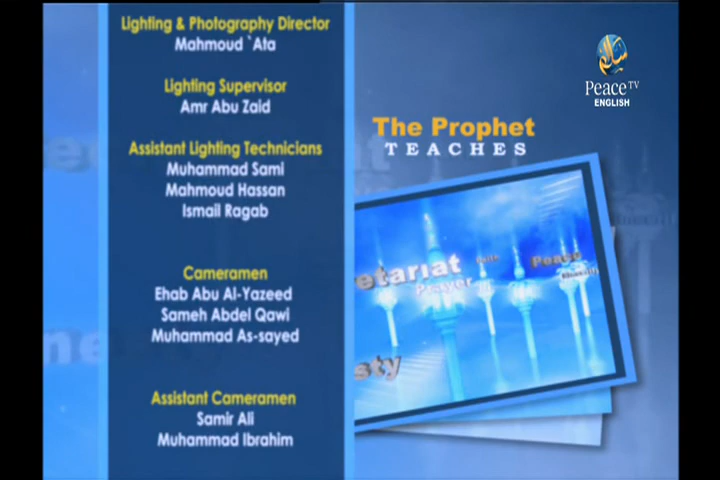 Lighting & Photography Director
Mahmoud `Ata
Lighting Supervisor
Amr Abu Zaid
Assistant Lighting Technicians
Muhammad Sami
Mahmoud Hassan
Ismail Ragab
Cameramen
Ehab Abu Al-Yazeed
Sameh Abdel Qawi
Muhammad As-sayed
Assistant Cameramen
Samir Ali
Muhammad Ibrahim
The Prophet
TEACHES
etariat
Prayer
Peace
sty
Peace TV
ENGLISH